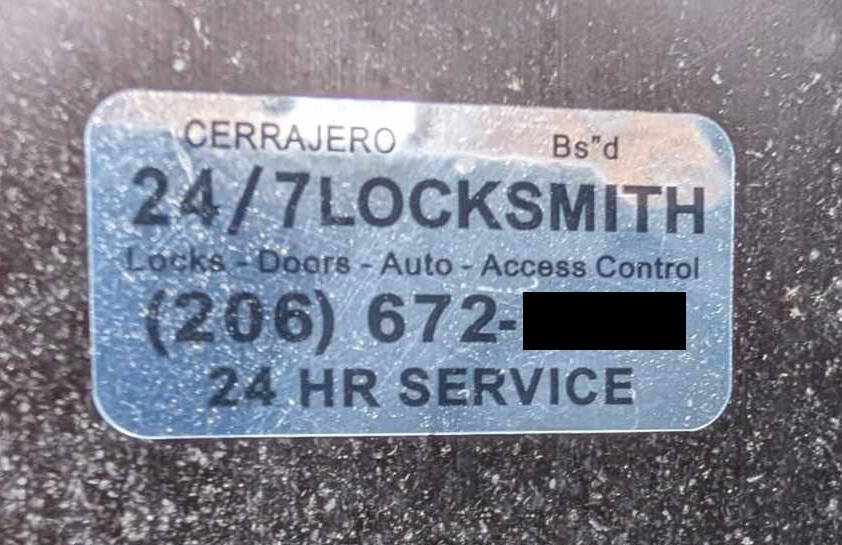 CERRAJERO Bs"d
24/7LOCKSMITH
Locks - Doors - Auto - Access Control
(206) 672-
24 HR SERVICE